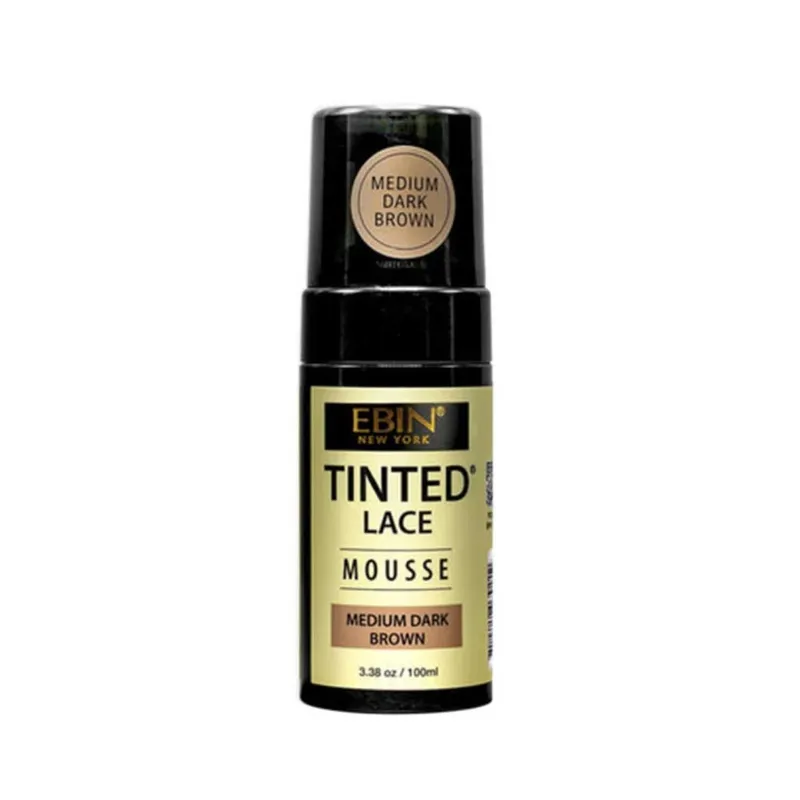 MEDIUM
DARK
BROWN
EBIN®
NEW YORK
TINTED®
LACE
MOUSSE
MEDIUM DARK
BROWN
3.38 oz / 100ml